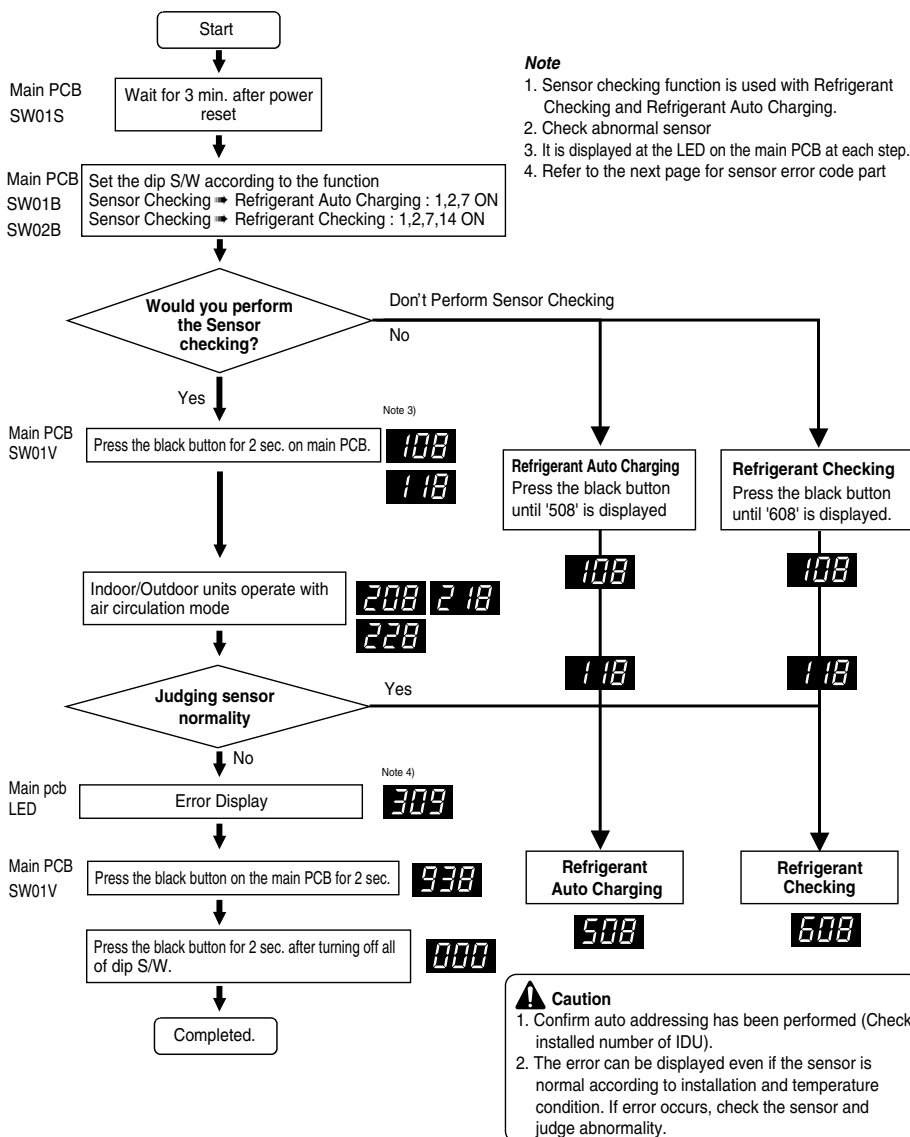 Start
Main PCB
SW01S
Wait for 3 min. after power
reset
Note
1. Sensor checking function is used with Refrigerant
Checking and Refrigerant Auto Charging.
2. Check abnormal sensor
3. It is displayed at the LED on the main PCB at each step.
4. Refer to the next page for sensor error code part
Main PCB
SW01B
SW02B
Set the dip S/W according to the function
Sensor Checking ➠ Refrigerant Auto Charging : 1,2,7 ON
Sensor Checking ➠ Refrigerant Checking : 1,2,7,14 ON
Would you perform
the Sensor
checking?
Don't Perform Sensor Checking
No
Yes
Note 3)
Main PCB
SW01V
Press the black button for 2 sec. on main PCB.
108
118
Refrigerant Auto Charging
Press the black button
until '508' is displayed
Refrigerant Checking
Press the black button
until '608' is displayed.
108
108
Indoor/Outdoor units operate with
air circulation mode
208 218
228
118
118
Judging sensor
normality
Yes
No
Note 4)
Main pcb
LED
Error Display
309
Main PCB
SW01V
Press the black button on the main PCB for 2 sec.
938
Refrigerant
Auto Charging
508
Refrigerant
Checking
608
Press the black button for 2 sec. after turning off all
of dip S/W.
000
Completed.
Caution
1. Confirm auto addressing has been performed (Check
installed number of IDU).
2. The error can be displayed even if the sensor is
normal according to installation and temperature
condition. If error occurs, check the sensor and
judge abnormality.